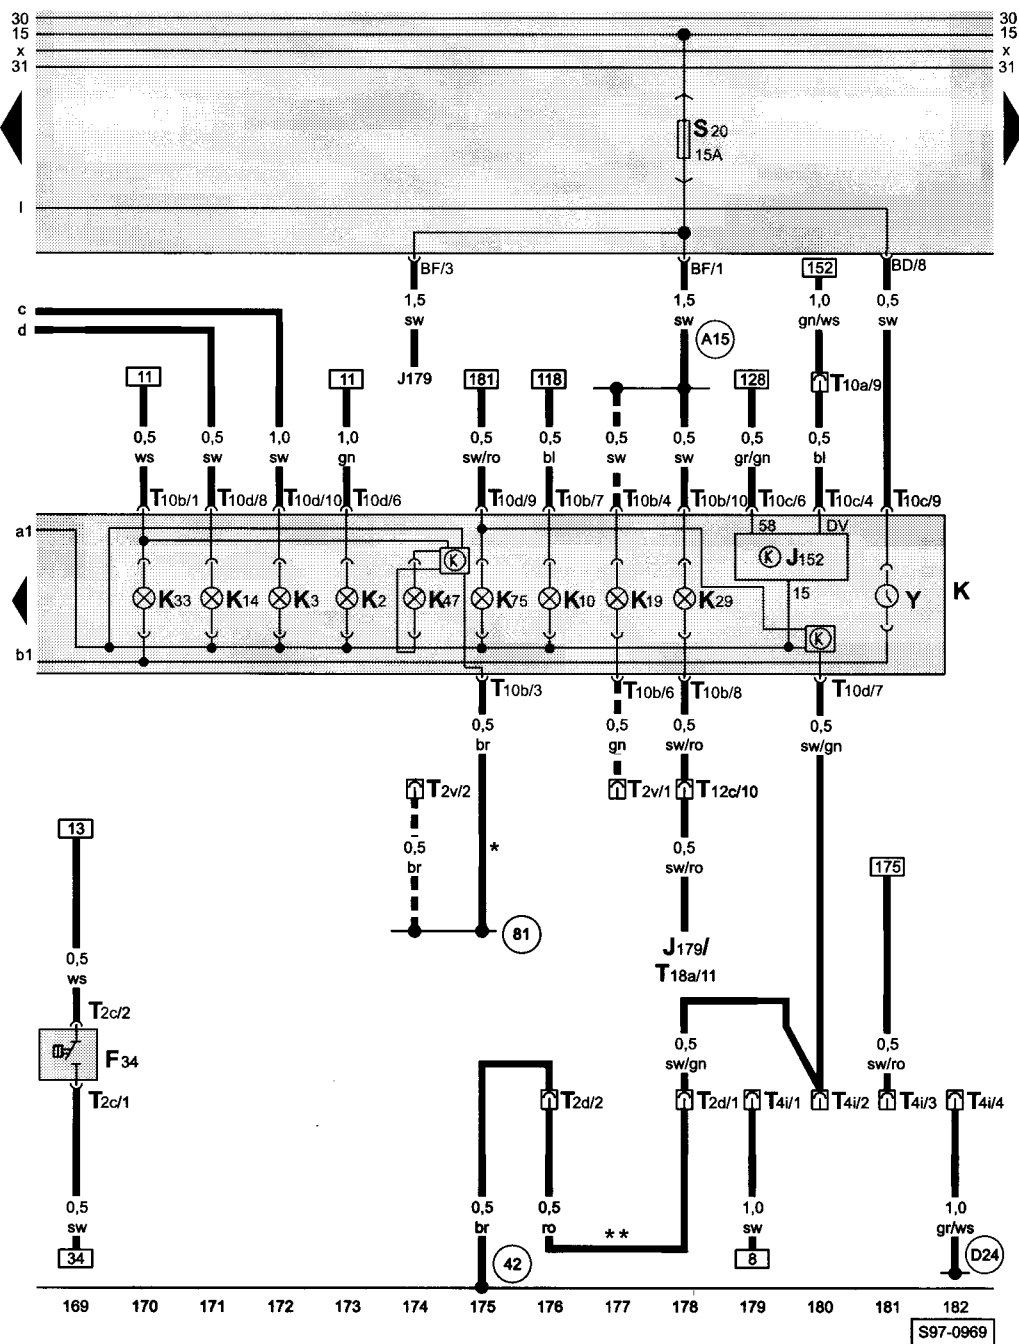 30 30
15 15
x x
31 31
S20
15A
l
BF/3 BF/1 152 BD/8
1,5 1,5 1,0 0,5
sw sw gn/ws sw
c
d
A15
J179
11 11 181 118 128
T10a/9
0,5 0,5 1,0 1,0 0,5 0,5 0,5 0,5 0,5 0,5
ws sw sw gn sw/ro bl sw sw gr/gn bl
T10b/1 T10d/8 T10d/10 T10d/6 T10d/9 T10b/7 T10b/4 T10b/10 T10c/6 T10c/4 T10c/9
a1 58 DV
K K J152
K33 K14 K3 K2 K47 K75 K10 K19 K29 15 Y K
K
b1
T10b/3 T10b/6 T10b/8 T10d/7
0,5 0,5 0,5 0,5
br gn sw/ro sw/gn
T2v/2 T2v/1 T12c/10
13
0,5 * 0,5
br sw/ro
175
81
J179/
T18a/11
0,5
ws
T2c/2
F34
0,5 0,5
sw/gn sw/ro
T2c/1 T2d/2 T2d/1 T4i/1 T4i/2 T4i/3 T4i/4
0,5 0,5 0,5 1,0 1,0
sw br ro ** sw gr/ws
34 42 8 D24
169 170 171 172 173 174 175 176 177 178 179 180 181 182
S97-0969